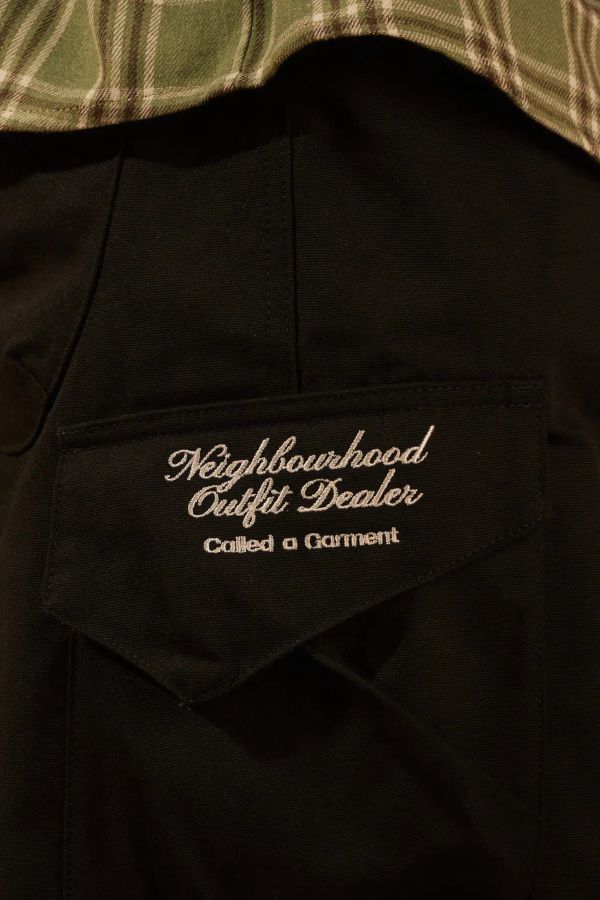 Neighbourhood
Outfit Dealer
Called a Garment